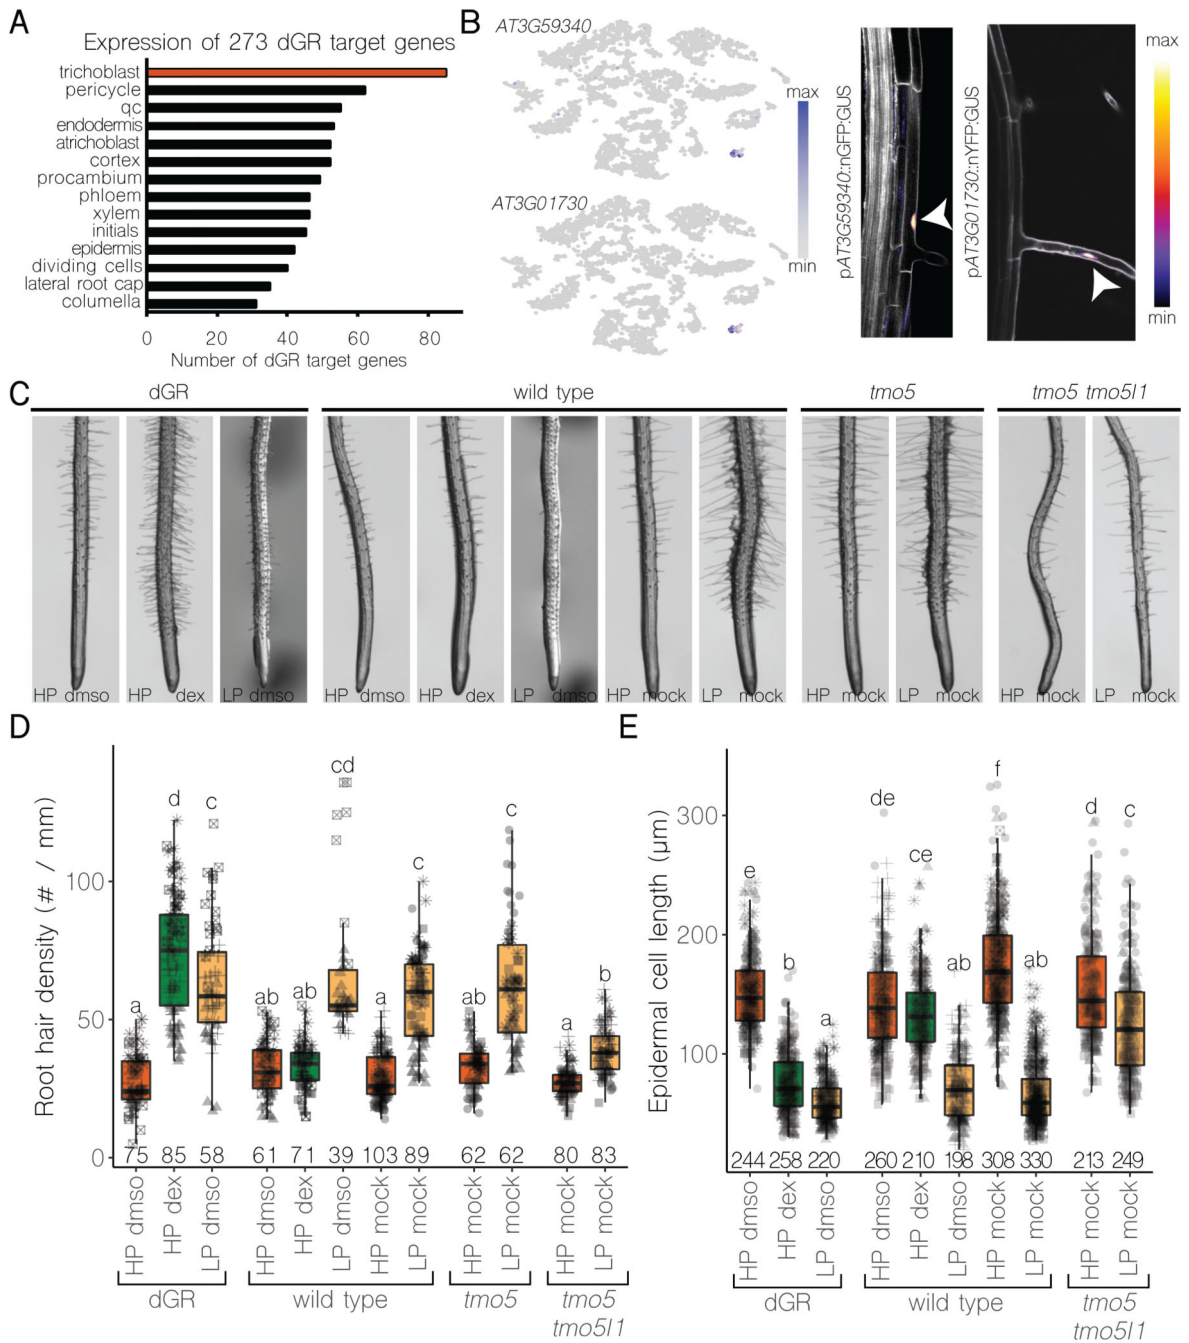 A
Expression of 273 dGR target genes
trichoblast
pericycle
qc
endodermis
atrichoblast
cortex
procambium
phloem
xylem
initials
epidermis
dividing cells
lateral root cap
columella
0 20 40 60 80
Number of dGR target genes
B
AT3G59340
AT3G01730
max
min
pAT3G59340::nGFP:GUS
pAT3G01730::nYFP:GUS
max
min
C
dGR wild type tmo5 tmo5 tmo5l1
HP dmso HP dex LP dmso HP dmso HP dex LP dmso HP mock LP mock HP mock LP mock HP mock LP mock
D
Root hair density (# / mm)
100
50
0
a d c ab ab cd a c ab c a b
75 85 58 61 71 39 103 89 62 62 80 83
HP dmso HP dex LP dmso HP dmso HP dex LP dmso HP mock LP mock HP mock LP mock HP mock LP mock
dGR wild type tmo5 tmo5
tmo5l1
E
Epidermal cell length (µm)
300
200
100
e b a de ce ab f ab d c
244 258 220 260 210 198 308 330 213 249
HP dmso HP dex LP dmso HP dmso HP dex LP dmso HP mock LP mock HP mock LP mock
dGR wild type tmo5
tmo5l1